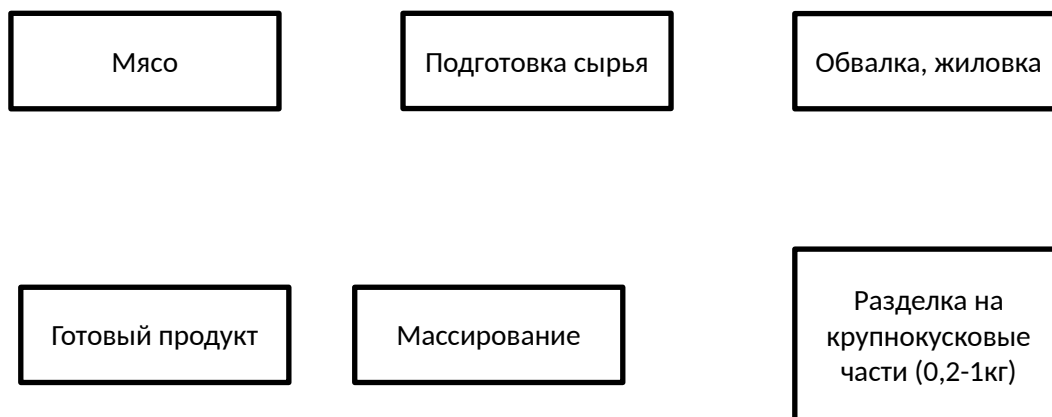 Мясо
Подготовка сырья
Обвалка, жиловка
Готовый продукт
Массирование
Разделка на
крупнокусковые
части (0,2-1кг)